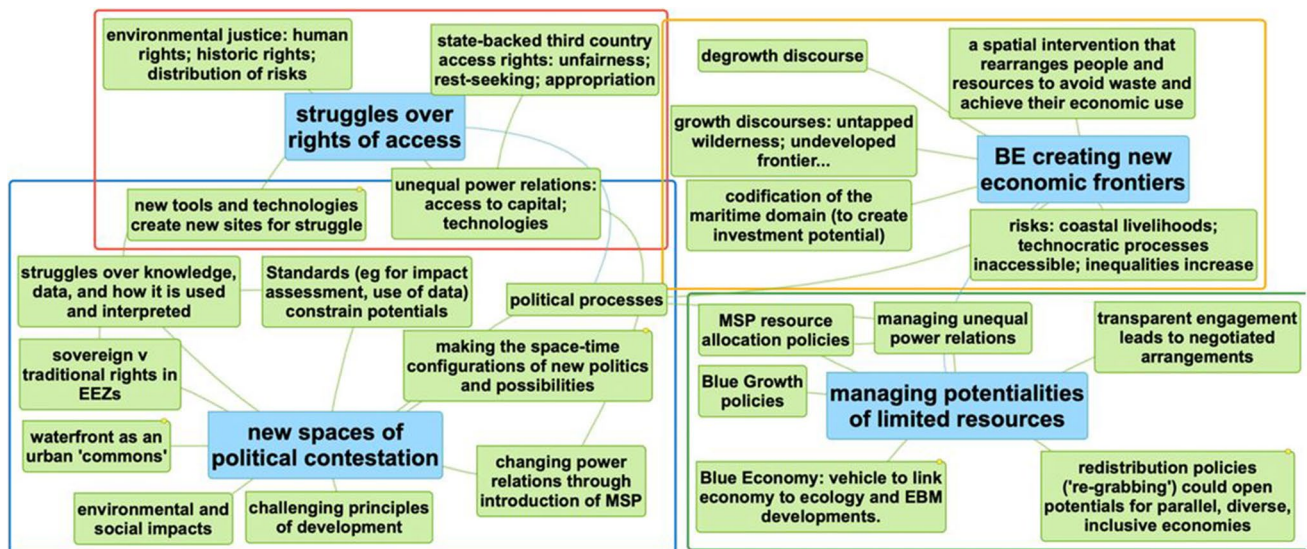 environmental justice: human
rights; historic rights;
distribution of risks
state-backed third country
access rights: unfairness;
rest-seeking; appropriation
struggles over
rights of access
new tools and technologies
create new sites for struggle
unequal power relations:
access to capital;
technologies
degrowth discourse
a spatial intervention that
rearranges people and
resources to avoid waste and
achieve their economic use
growth discourses: untapped
wilderness; undeveloped
frontier...
BE creating new
economic frontiers
codification of the
maritime domain (to create
investment potential)
risks: coastal livelihoods;
technocratic processes
inaccessible; inequalities increase
struggles over knowledge,
data, and how it is used
and interpreted
Standards (eg for impact
assessment, use of data)
constrain potentials
political processes
sovereign v
traditional rights in
EEZs
making the space-time
configurations of new politics
and possibilities
waterfront as an
urban 'commons'
new spaces of
political contestation
changing power
relations through
introduction of MSP
environmental and
social impacts
challenging principles
of development
MSP resource
allocation policies
managing unequal
power relations
transparent engagement
leads to negotiated
arrangements
Blue Growth
policies
managing potentialities
of limited resources
Blue Economy: vehicle to link
economy to ecology and EBM
developments.
redistribution policies
('re-grabbing') could open
potentials for parallel, diverse,
inclusive economies